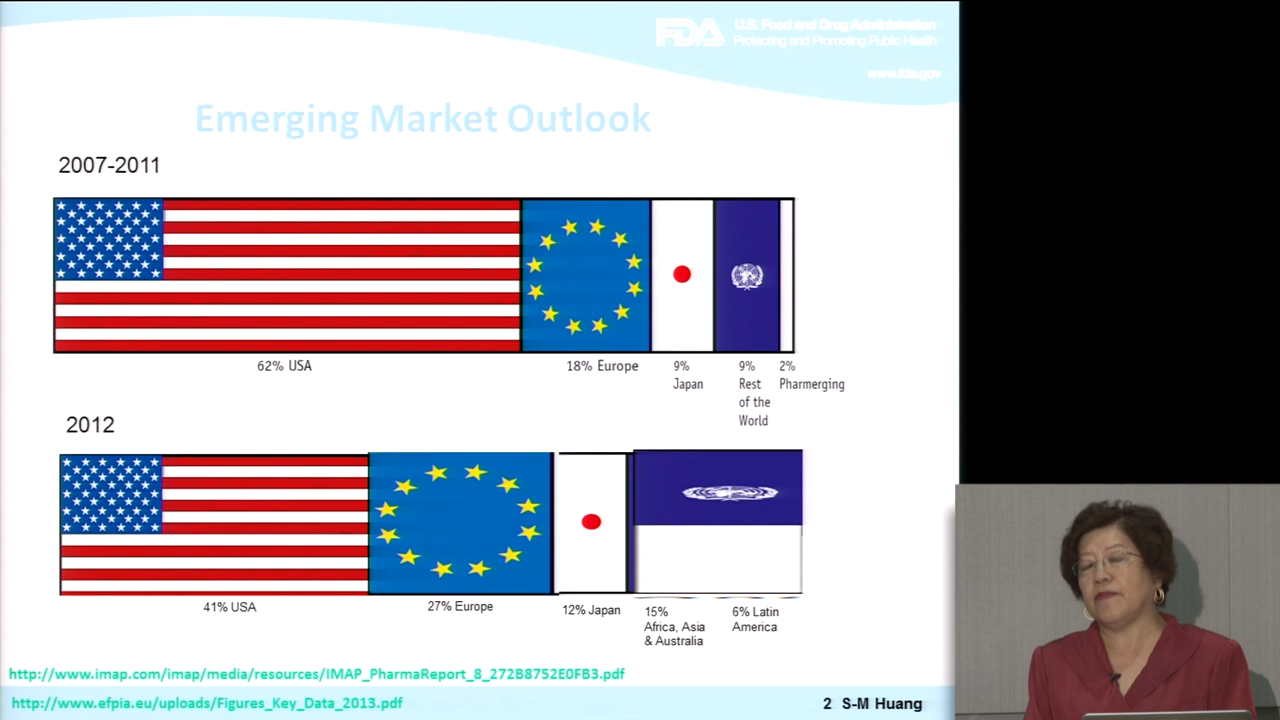 FDA U.S. Food and Drug Administration
Protecting and Promoting Public Health
www.fda.gov
Emerging Market Outlook
2007-2011
62% USA
18% Europe
9%
Japan
9%
Rest
of the
World
2%
Pharmerging
2012
41% USA
27% Europe
12% Japan
15%
Africa, Asia
& Australia
6% Latin
America
http://www.imap.com/imap/media/resources/IMAP_PharmaReport_8_272B8752E0FB3.pdf
http://www.efpia.eu/uploads/Figures_Key_Data_2013.pdf
2 S-M Huang